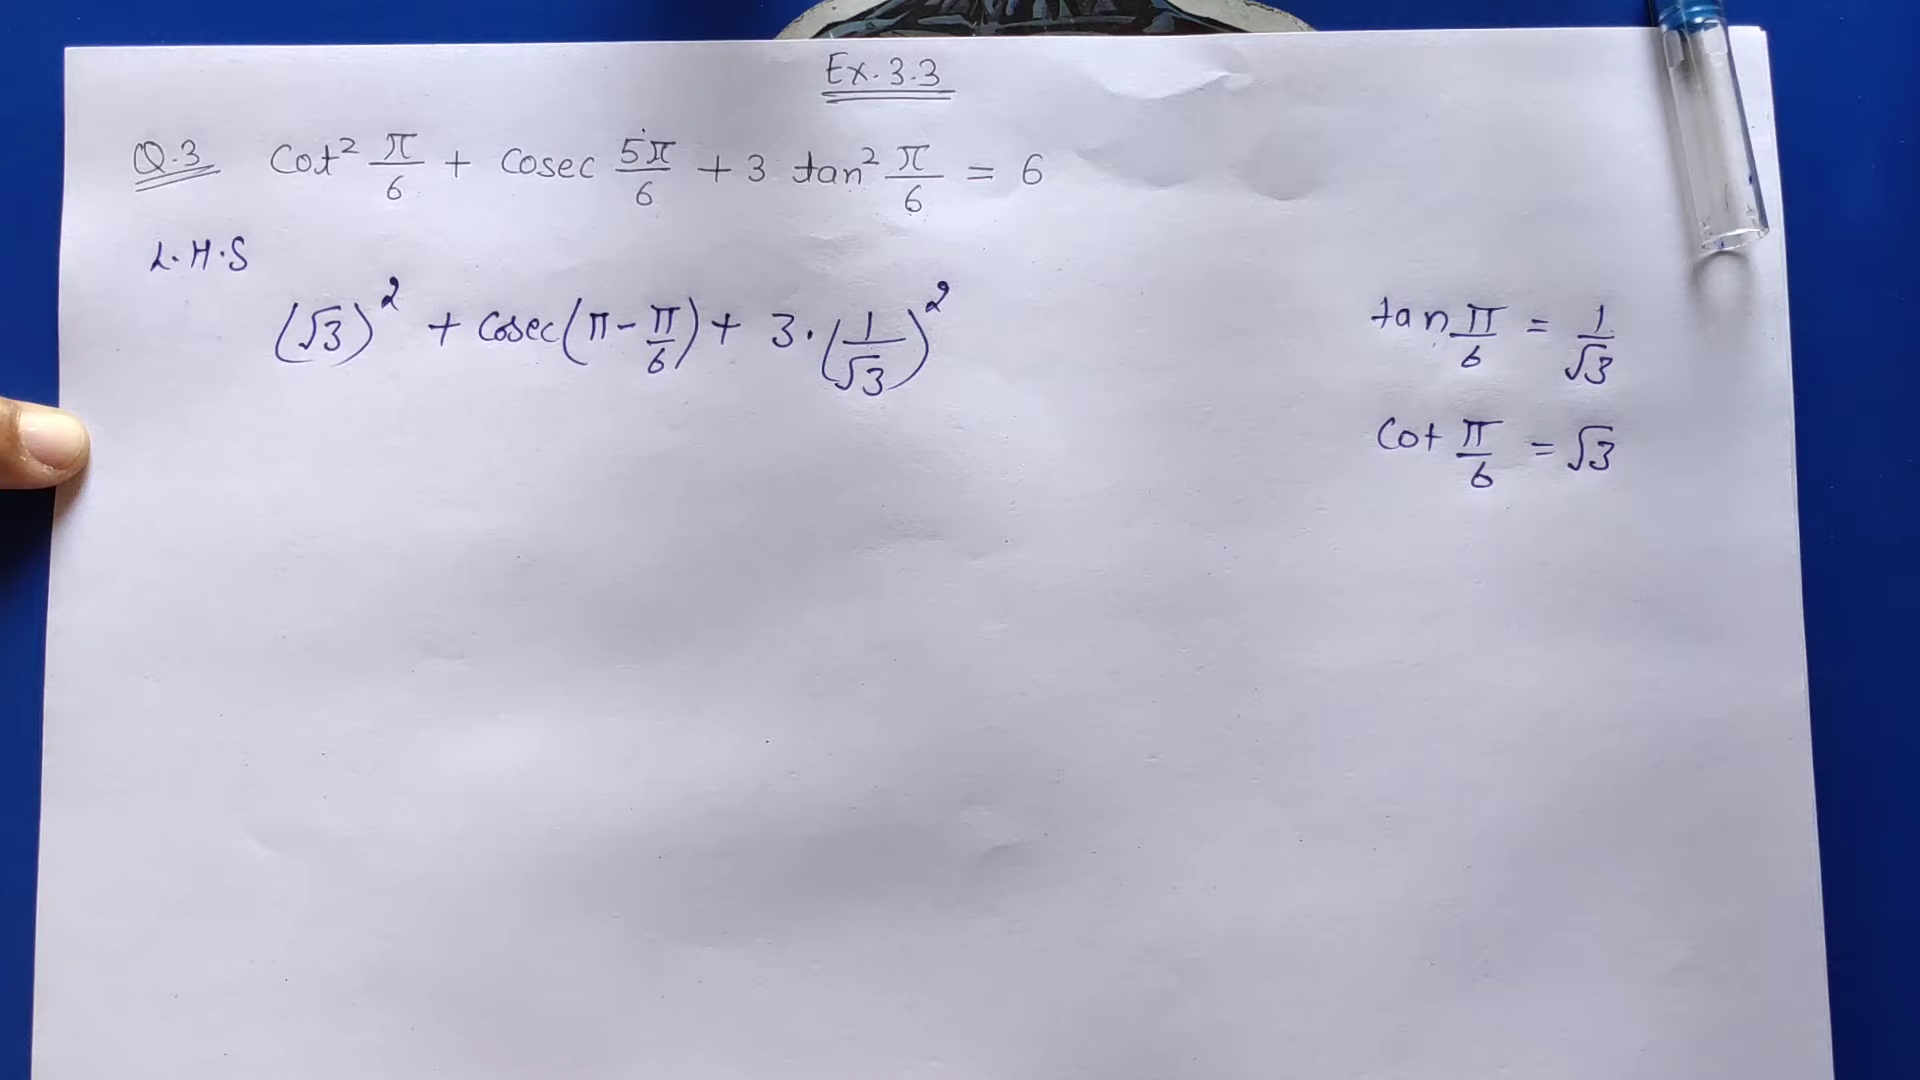 Ex. 3.3
Q.3 Cot² π/6 + Cosec 5π/6 + 3 tan² π/6 = 6
L.H.S
(√3)² + Cosec(π - π/6) + 3·(1/√3)²
tan π/6 = 1/√3
Cot π/6 = √3